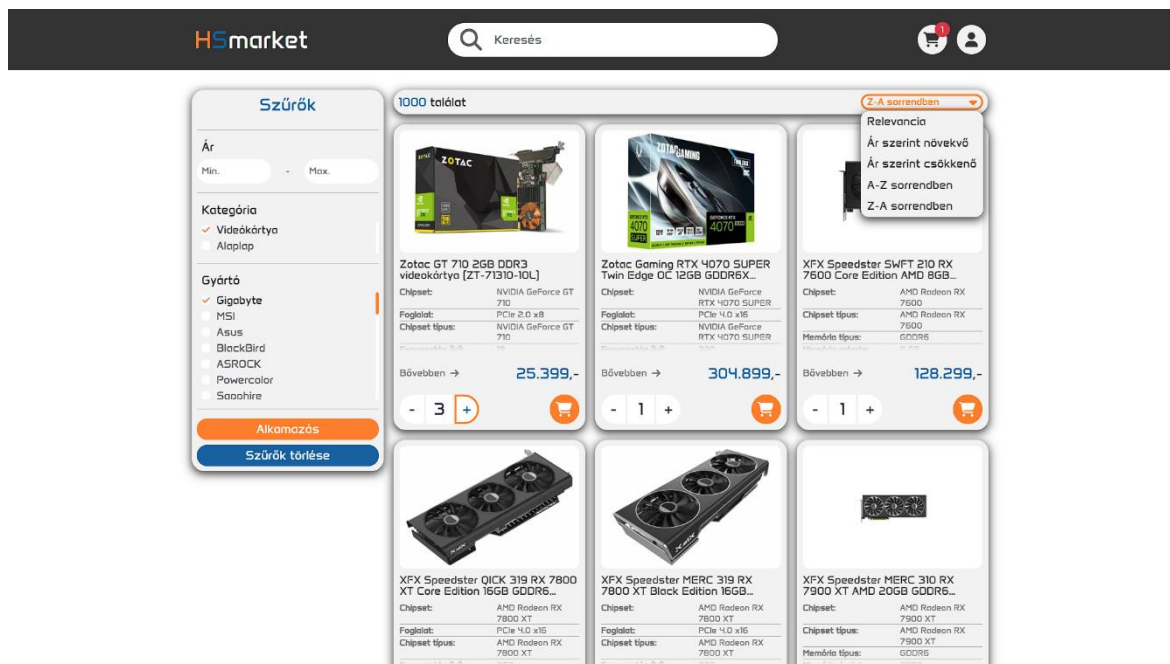 HSmarket
Keresés
1
Szűrők
Ár
Min.
-
Max.
Kategória
Videókártya
Alaplap
Gyártó
Gigabyte
MSI
Asus
BlackBird
ASROCK
Powercolor
Sapphire
Alkamazás
Szűrők törlése
1000 találat
Z-A sorrendben
Relevancia
Ár szerint növekvő
Ár szerint csökkenő
A-Z sorrendben
Z-A sorrendben
ZOTAC
Zotac GT 710 2GB DDR3
videokártya [ZT-71310-10L]
Chipset: NVIDIA GeForce GT
710
Foglalat: PCIe 2.0 x8
Chipset típus: NVIDIA GeForce GT
710
Bővebben → 25.399,-
- 3 +
ZOTAC GAMING
4070
SUPER
GEFORCE RTX
4070
Zotac Gaming RTX 4070 SUPER
Twin Edge OC 12GB GDDR6X...
Chipset: NVIDIA GeForce
RTX 4070 SUPER
Foglalat: PCIe 4.0 x16
Chipset típus: NVIDIA GeForce
RTX 4070 SUPER
Bővebben → 304.899,-
- 1 +
XFX Speedster SWFT 210 RX
7600 Core Edition AMD 8GB...
Chipset: AMD Radeon RX
7600
Chipset típus: AMD Radeon RX
7600
Memória típus: GDDR6
Bővebben → 128.299,-
- 1 +
XFX Speedster QICK 319 RX 7800
XT Core Edition 16GB GDDR6...
Chipset: AMD Radeon RX
7800 XT
Foglalat: PCIe 4.0 x16
Chipset típus: AMD Radeon RX
7800 XT
XFX Speedster MERC 319 RX
7800 XT Black Edition 16GB...
Chipset: AMD Radeon RX
7800 XT
Foglalat: PCIe 4.0 x16
Chipset típus: AMD Radeon RX
7800 XT
XFX Speedster MERC 310 RX
7900 XT AMD 20GB GDDR6...
Chipset: AMD Radeon RX
7900 XT
Chipset típus: AMD Radeon RX
7900 XT
Memória típus: GDDR6